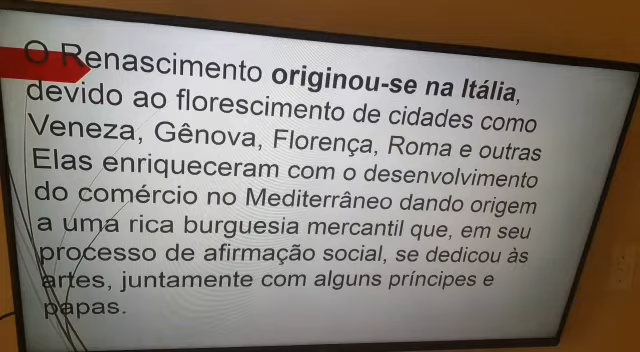 O Renascimento originou-se na Itália,
devido ao florescimento de cidades como
Veneza, Gênova, Florença, Roma e outras
Elas enriqueceram com o desenvolvimento
do comércio no Mediterrâneo dando origem
a uma rica burguesia mercantil que, em seu
processo de afirmação social, se dedicou às
artes, juntamente com alguns príncipes e
papas.